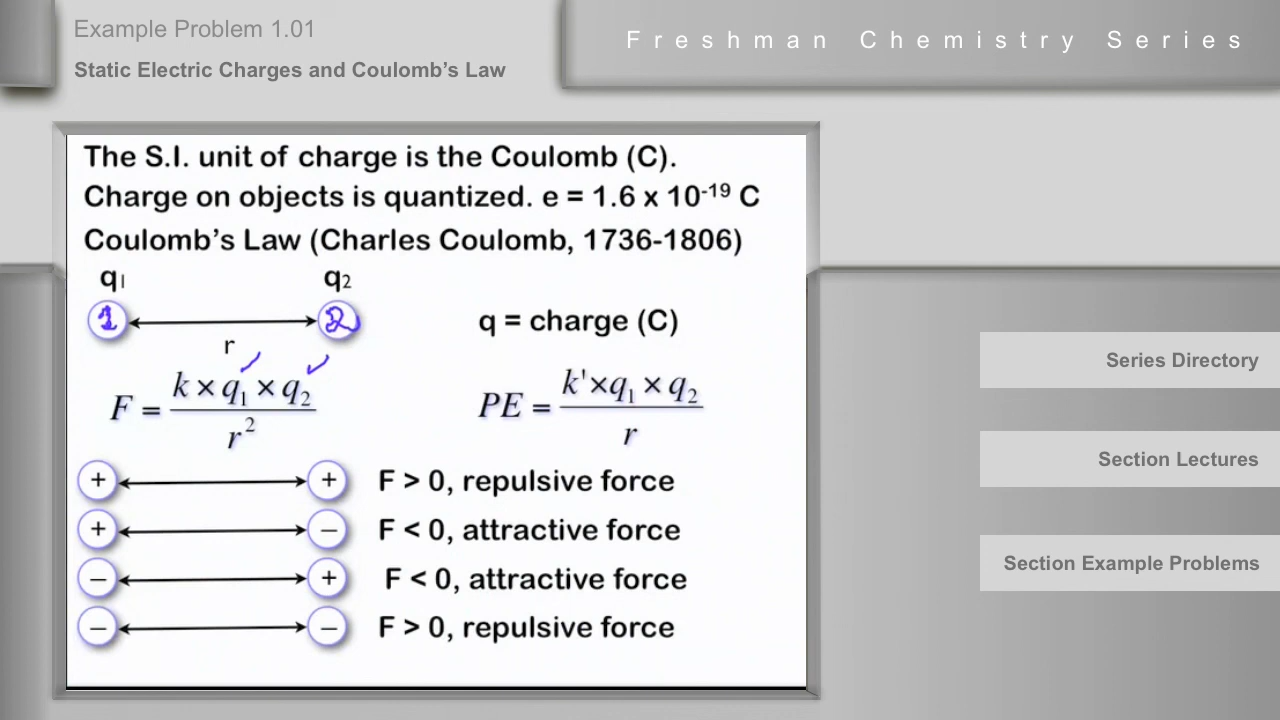 Example Problem 1.01
Static Electric Charges and Coulomb's Law
Freshman Chemistry Series
The S.I. unit of charge is the Coulomb (C).
Charge on objects is quantized. e = 1.6 x 10⁻¹⁹ C
Coulomb's Law (Charles Coulomb, 1736-1806)
q₁ q₂
1 2 q = charge (C)
r
F = k × q₁ × q₂ / r² PE = k' × q₁ × q₂ / r
+ + F > 0, repulsive force
+ − F < 0, attractive force
− + F < 0, attractive force
− − F > 0, repulsive force
Series Directory
Section Lectures
Section Example Problems